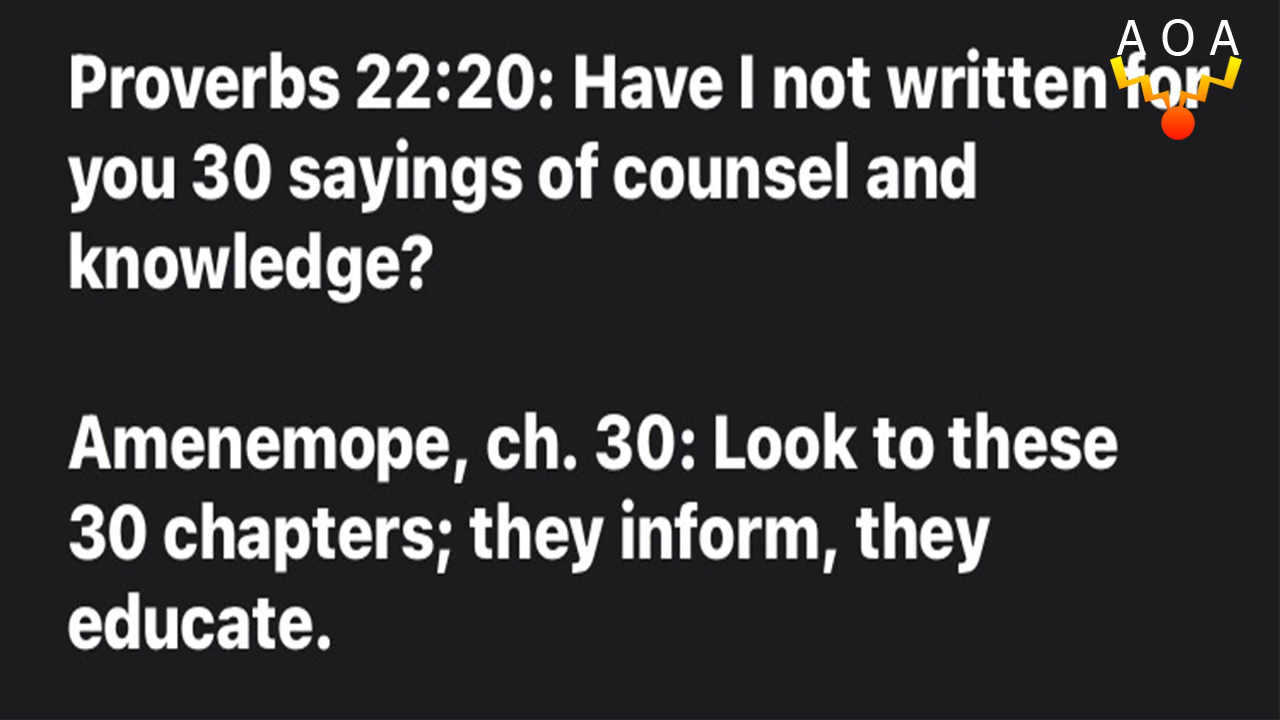 A O A
Proverbs 22:20: Have I not written for
you 30 sayings of counsel and
knowledge?
Amenemope, ch. 30: Look to these
30 chapters; they inform, they
educate.